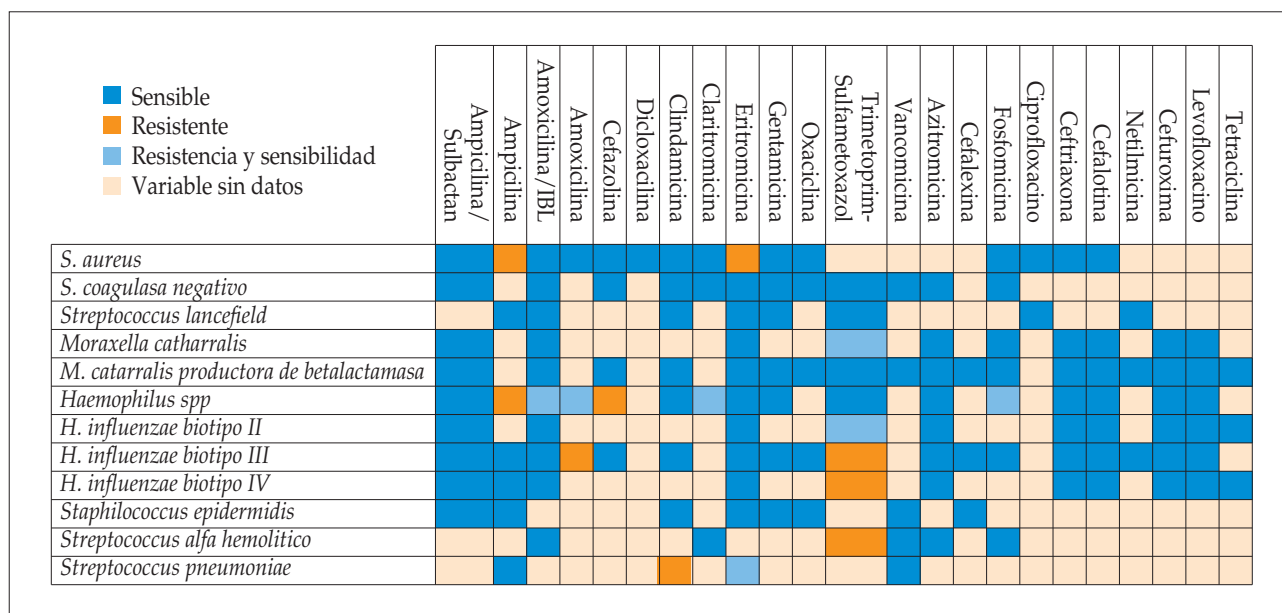 Sensible
Resistente
Resistencia y sensibilidad
Variable sin datos
Ampicilina/
Sulbactan
Ampicilina
Amoxicilina/IBL
Amoxicilina
Cefazolina
Dicloxacilina
Clindamicina
Claritromicina
Eritromicina
Gentamicina
Oxaciclina
Trimetoprim-
Sulfametoxazol
Vancomicina
Azitromicina
Cefalexina
Fosfomicina
Ciprofloxacino
Ceftriaxona
Cefalotina
Netilmicina
Cefuroxima
Levofloxacino
Tetraciclina
S. aureus
S. coagulasa negativo
Streptococcus lancefield
Moraxella catharralis
M. catarralis productora de betalactamasa
Haemophilus spp
H. influenzae biotipo II
H. influenzae biotipo III
H. influenzae biotipo IV
Staphilococcus epidermidis
Streptococcus alfa hemolitico
Streptococcus pneumoniae